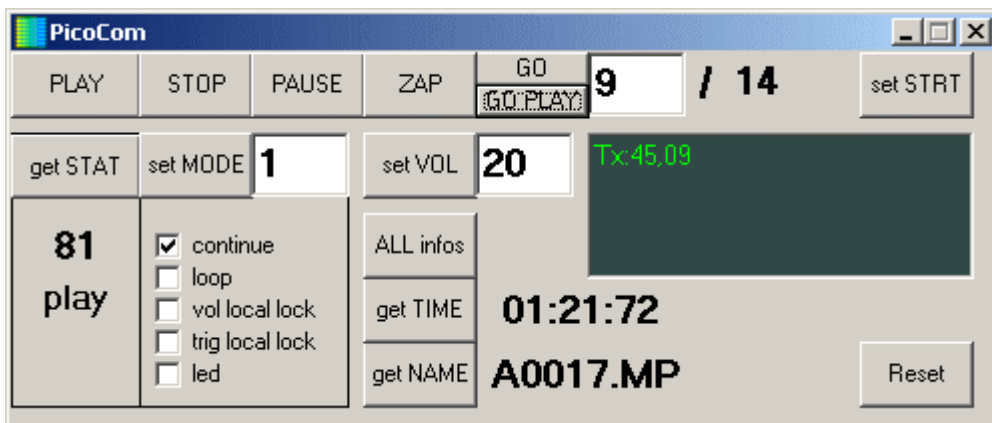 PicoCom
PLAY STOP PAUSE ZAP GO 9 / 14 set STRT
GO PLAY
get STAT set MODE 1 set VOL 20 Tx:45,09
81 continue ALL infos
play loop
vol local lock get TIME 01:21:72
trig local lock
led get NAME A0017.MP Reset